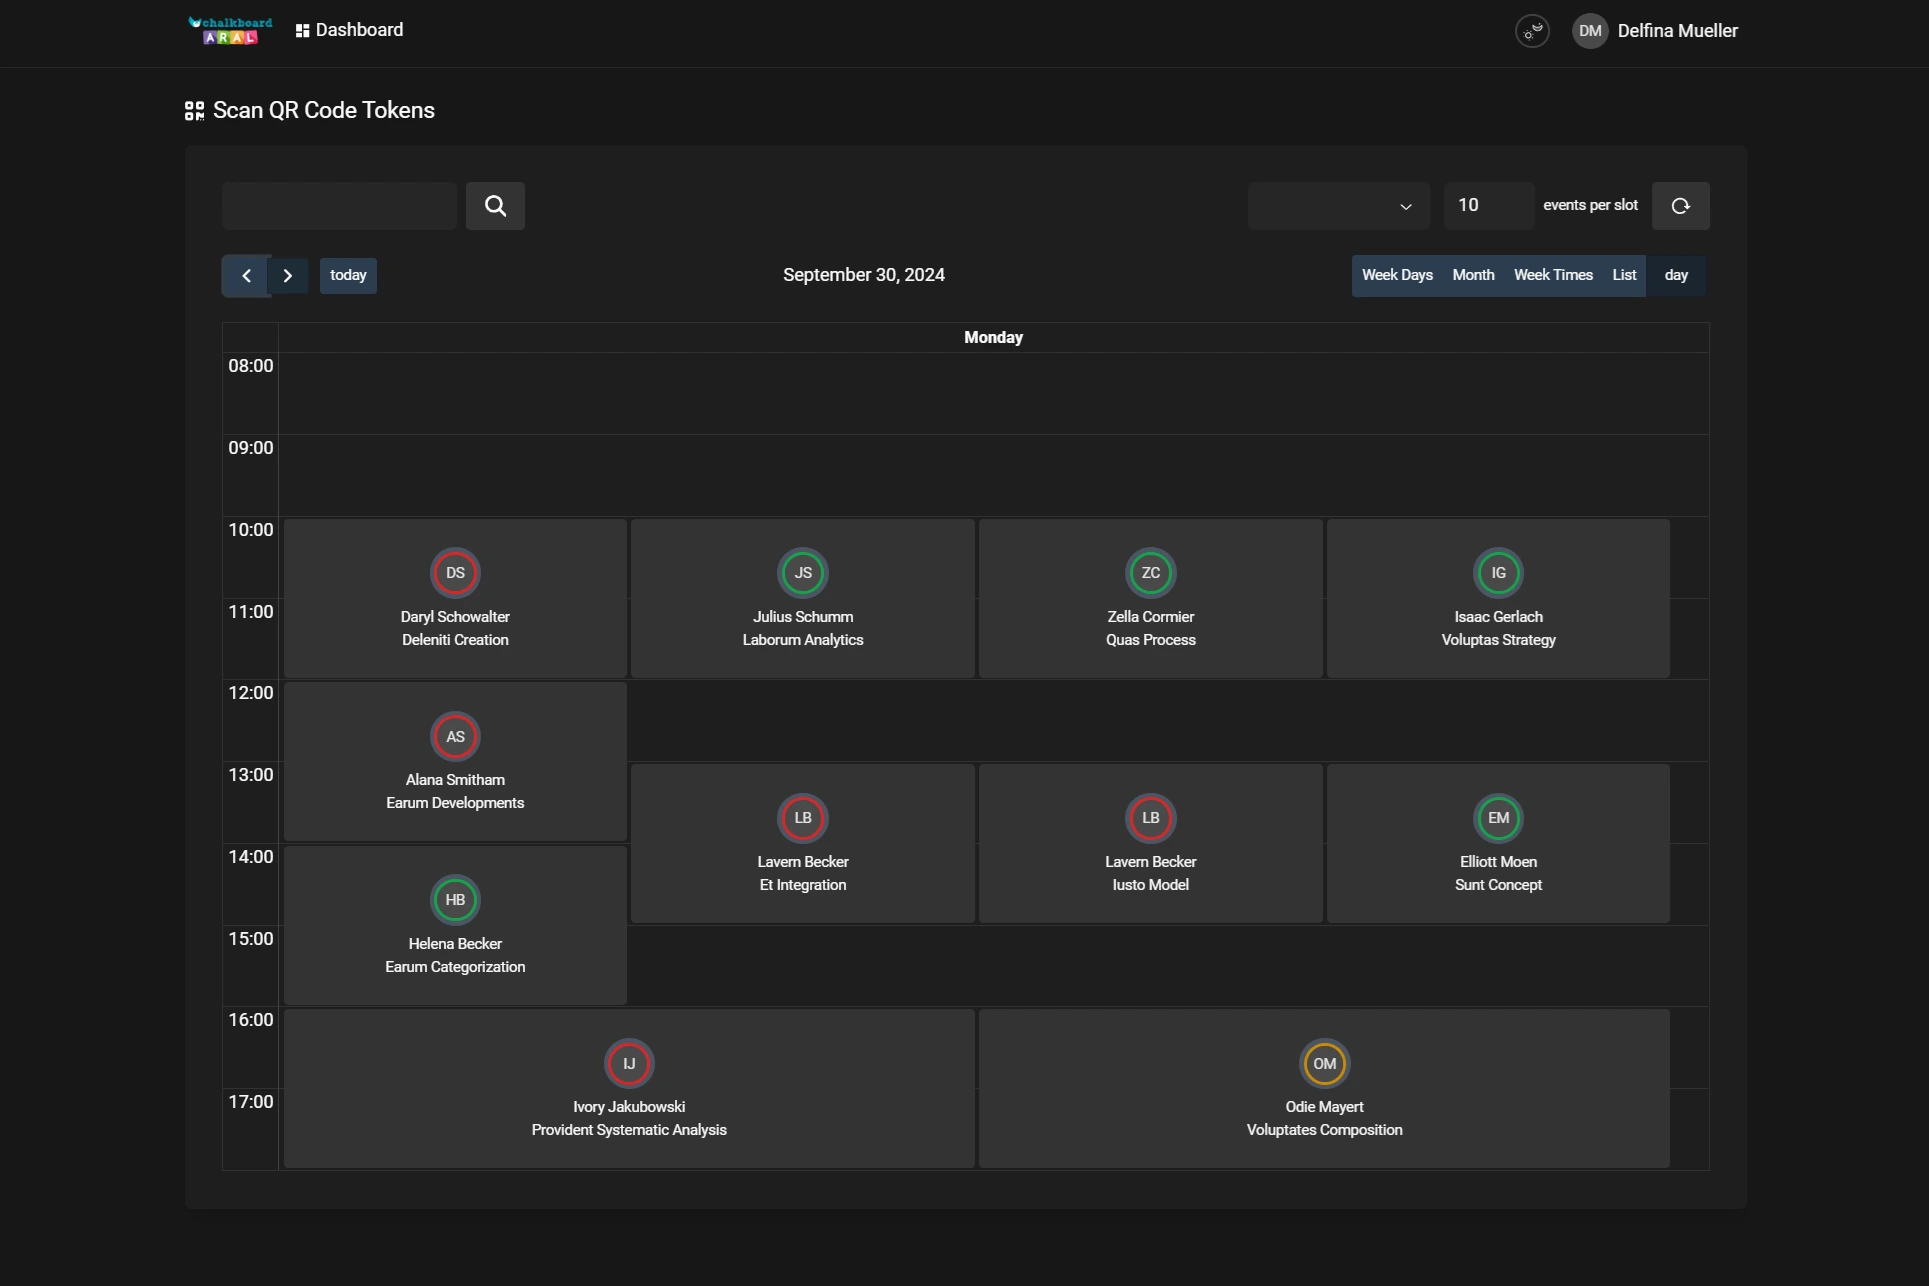 chalkboard
ARAL
Dashboard
DM
Delfina Mueller
Scan QR Code Tokens
10
events per slot
today
September 30, 2024
Week Days
Month
Week Times
List
day
Monday
08:00
09:00
10:00
DS
Daryl Schowalter
Deleniti Creation
JS
Julius Schumm
Laborum Analytics
ZC
Zella Cormier
Quas Process
IG
Isaac Gerlach
Voluptas Strategy
11:00
12:00
AS
Alana Smitham
Earum Developments
13:00
LB
Lavern Becker
Et Integration
LB
Lavern Becker
Iusto Model
EM
Elliott Moen
Sunt Concept
14:00
HB
Helena Becker
Earum Categorization
15:00
16:00
IJ
Ivory Jakubowski
Provident Systematic Analysis
OM
Odie Mayert
Voluptates Composition
17:00